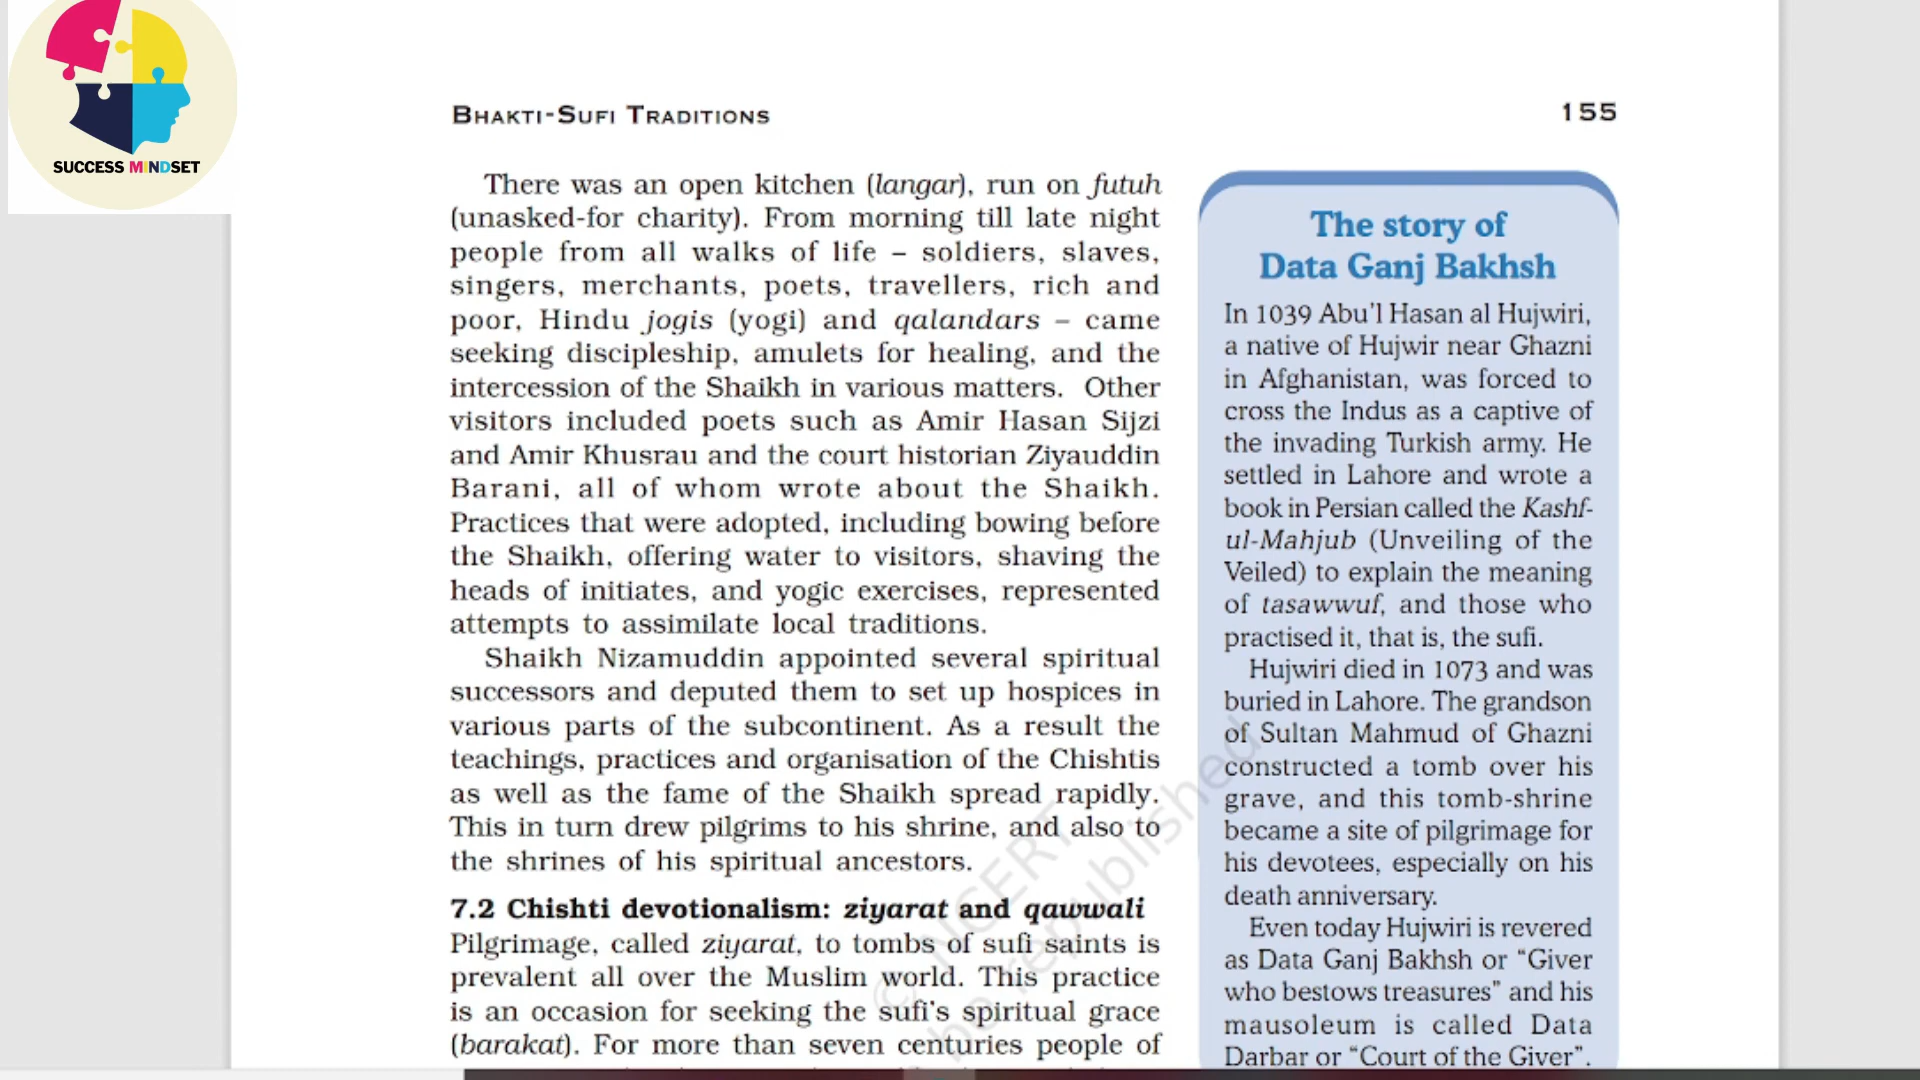 SUCCESS MINDSET
BHAKTI-SUFI TRADITIONS
155
There was an open kitchen (langar), run on futuh
(unasked-for charity). From morning till late night
people from all walks of life – soldiers, slaves,
singers, merchants, poets, travellers, rich and
poor, Hindu jogis (yogi) and qalandars – came
seeking discipleship, amulets for healing, and the
intercession of the Shaikh in various matters. Other
visitors included poets such as Amir Hasan Sijzi
and Amir Khusrau and the court historian Ziyauddin
Barani, all of whom wrote about the Shaikh.
Practices that were adopted, including bowing before
the Shaikh, offering water to visitors, shaving the
heads of initiates, and yogic exercises, represented
attempts to assimilate local traditions.
Shaikh Nizamuddin appointed several spiritual
successors and deputed them to set up hospices in
various parts of the subcontinent. As a result the
teachings, practices and organisation of the Chishtis
as well as the fame of the Shaikh spread rapidly.
This in turn drew pilgrims to his shrine, and also to
the shrines of his spiritual ancestors.
7.2 Chishti devotionalism: ziyarat and qawwali
Pilgrimage, called ziyarat, to tombs of sufi saints is
prevalent all over the Muslim world. This practice
is an occasion for seeking the sufi's spiritual grace
(barakat). For more than seven centuries people of
The story of
Data Ganj Bakhsh
In 1039 Abu'l Hasan al Hujwiri,
a native of Hujwir near Ghazni
in Afghanistan, was forced to
cross the Indus as a captive of
the invading Turkish army. He
settled in Lahore and wrote a
book in Persian called the Kashf-
ul-Mahjub (Unveiling of the
Veiled) to explain the meaning
of tasawwuf, and those who
practised it, that is, the sufi.
Hujwiri died in 1073 and was
buried in Lahore. The grandson
of Sultan Mahmud of Ghazni
constructed a tomb over his
grave, and this tomb-shrine
became a site of pilgrimage for
his devotees, especially on his
death anniversary.
Even today Hujwiri is revered
as Data Ganj Bakhsh or “Giver
who bestows treasures” and his
mausoleum is called Data
Darbar or “Court of the Giver”.
© NCERT
be republished